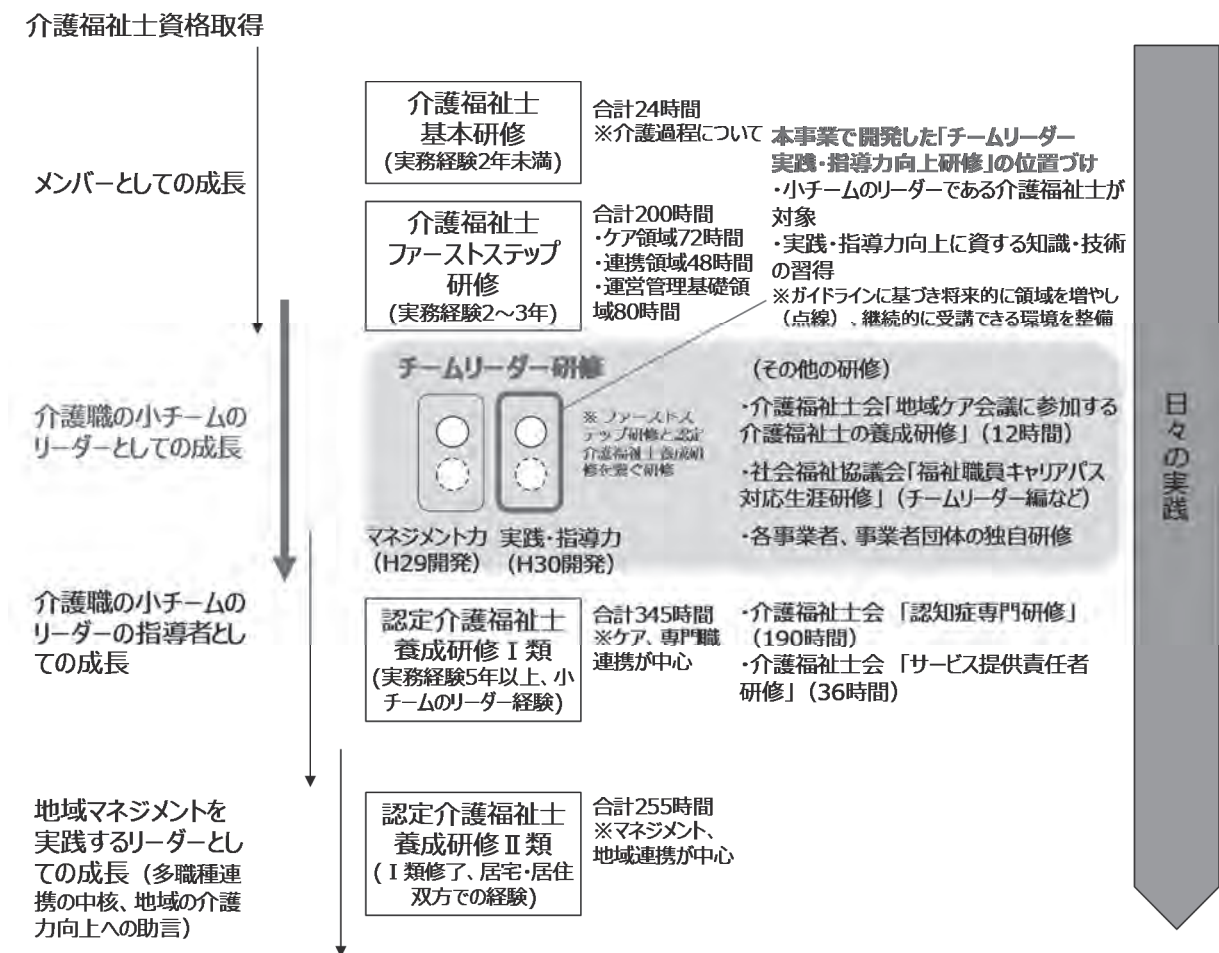 介護福祉士資格取得
メンバーとしての成長
介護福祉士
基本研修
(実務経験2年未満)
合計24時間
※介護過程について
介護福祉士
ファーストステップ
研修
(実務経験2～3年)
合計200時間
・ケア領域72時間
・連携領域48時間
・運営管理基礎領
域80時間
本事業で開発した「チームリーダー
実践・指導力向上研修」の位置づけ
・小チームのリーダーである介護福祉士が
対象
・実践・指導力向上に資する知識・技術
の習得
※ガイドラインに基づき将来的に領域を増やし
（点線）、継続的に受講できる環境を整備
介護職の小チームの
リーダーとしての成長
チームリーダー研修
※ ファーストス
テップ研修と認定
介護福祉士養成研
修を繋ぐ研修
マネジメント力
(H29開発)
実践・指導力
(H30開発)
(その他の研修)
・介護福祉士会「地域ケア会議に参加する
介護福祉士の養成研修」（12時間）
・社会福祉協議会「福祉職員キャリアパス
対応生涯研修」（チームリーダー編など）
・各事業者、事業者団体の独自研修
介護職の小チームの
リーダーの指導者とし
ての成長
認定介護福祉士
養成研修Ⅰ類
(実務経験5年以上、小
チームのリーダー経験)
合計345時間
※ケア、専門職
連携が中心
・介護福祉士会 「認知症専門研修」
（190時間）
・介護福祉士会 「サービス提供責任者
研修」（36時間）
地域マネジメントを
実践するリーダーとし
ての成長（多職種連
携の中核、地域の介護
力向上への助言）
認定介護福祉士
養成研修Ⅱ類
(Ⅰ類修了、居宅・居住
双方での経験)
合計255時間
※マネジメント、
地域連携が中心
日々の実践